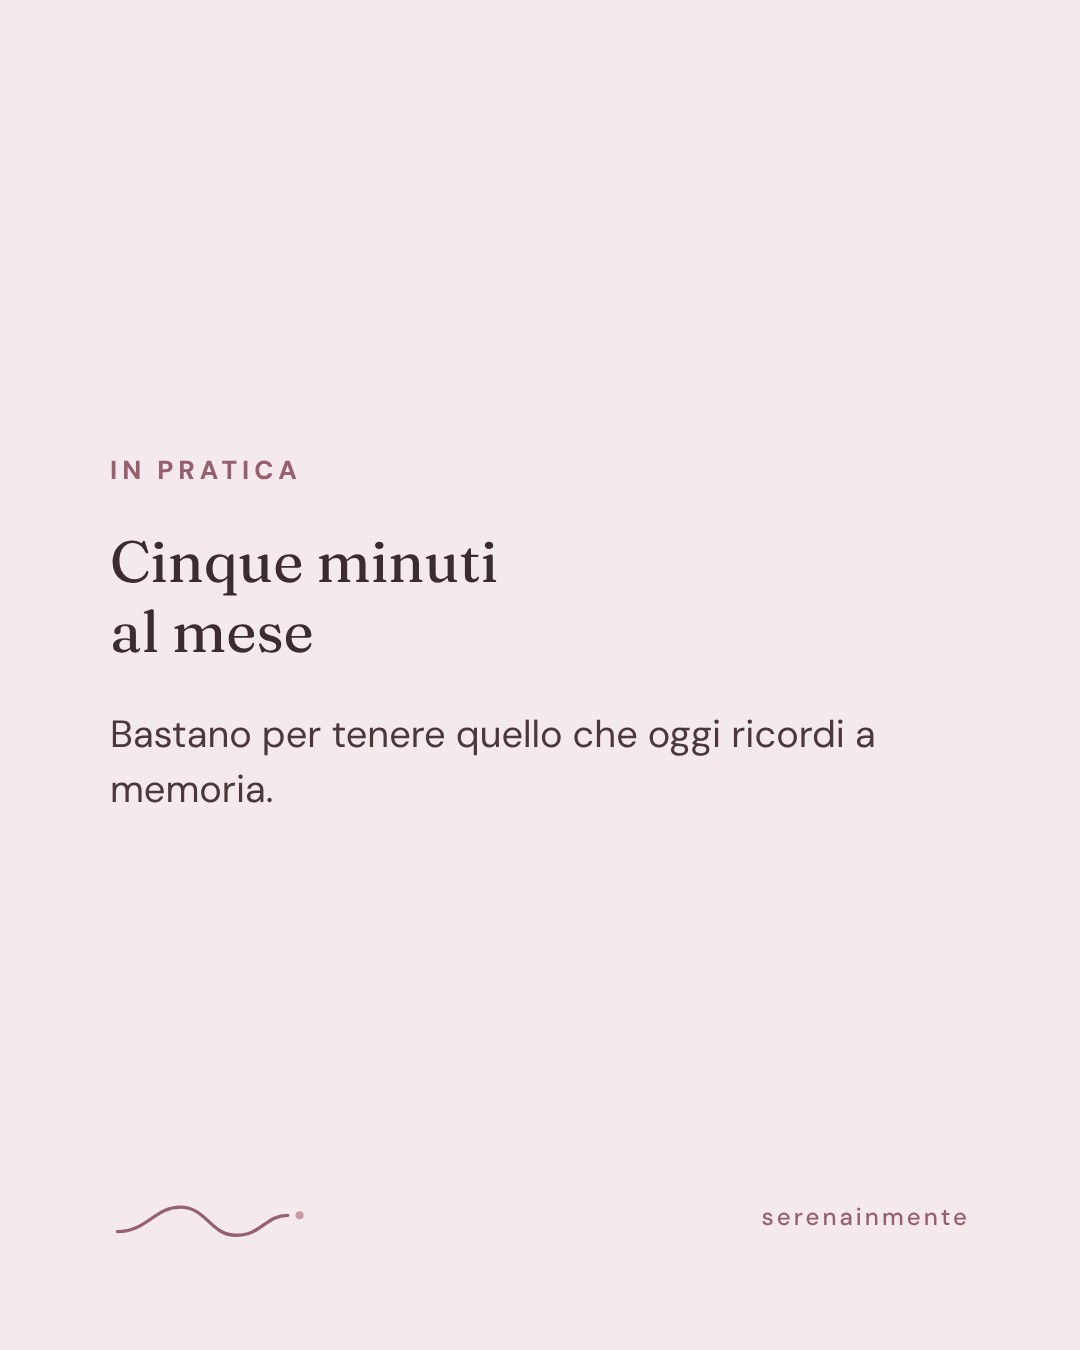 IN PRATICA
Cinque minuti
al mese
Bastano per tenere quello che oggi ricordi a
memoria.
serenainmente